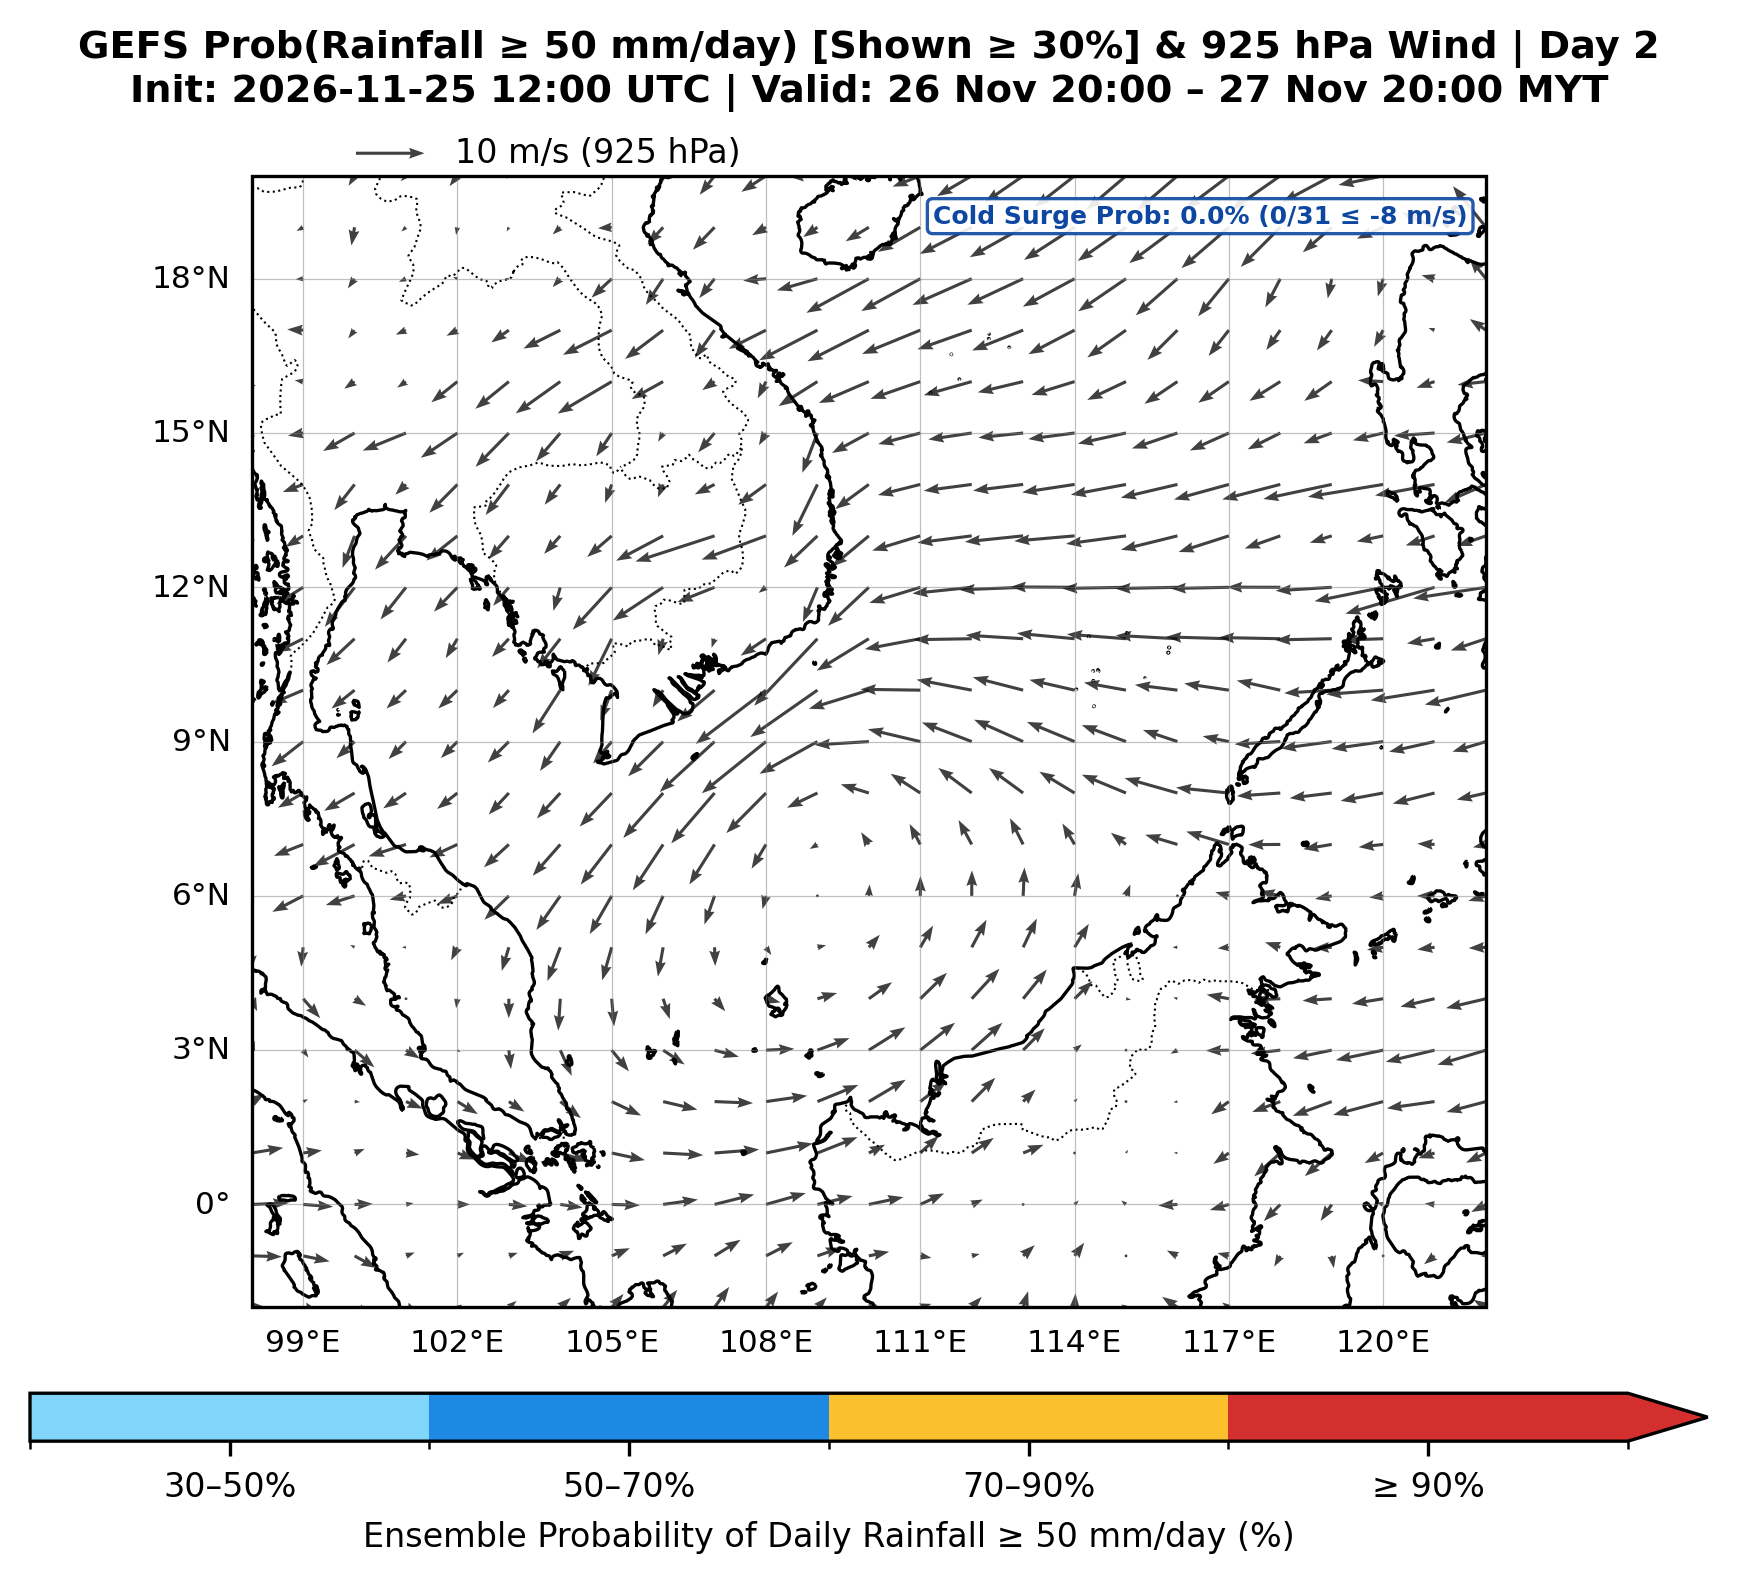 GEFS Prob(Rainfall ≥ 50 mm/day) [Shown ≥ 30%] & 925 hPa Wind | Day 2
Init: 2026-11-25 12:00 UTC | Valid: 26 Nov 20:00 – 27 Nov 20:00 MYT
10 m/s (925 hPa)
Cold Surge Prob: 0.0% (0/31 ≤ -8 m/s)
18°N
15°N
12°N
9°N
6°N
3°N
0°
99°E 102°E 105°E 108°E 111°E 114°E 117°E 120°E
30–50% 50–70% 70–90% ≥ 90%
Ensemble Probability of Daily Rainfall ≥ 50 mm/day (%)